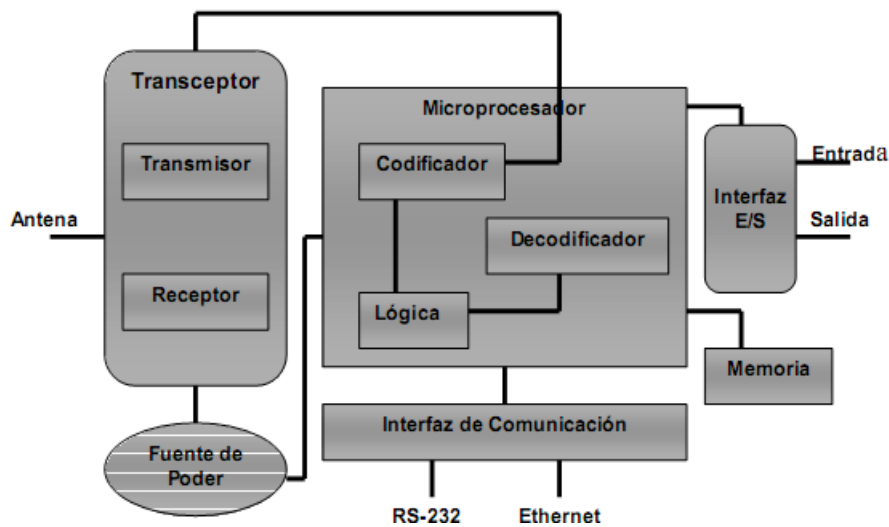 Transceptor
Microprocesador
Transmisor
Codificador
Entrada
Interfaz
E/S
Antena
Salida
Decodificador
Receptor
Lógica
Memoria
Interfaz de Comunicación
Fuente de
Poder
RS-232
Ethernet